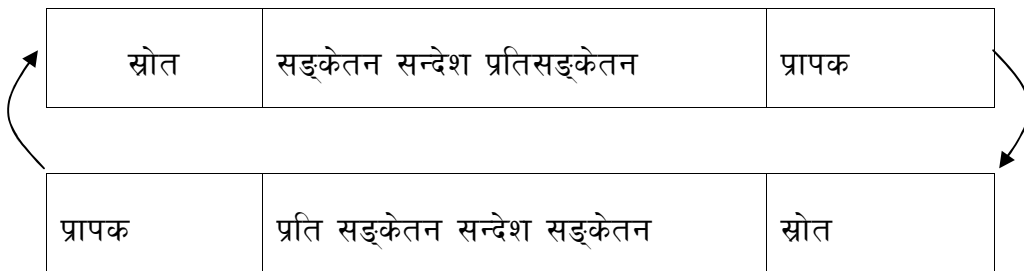 स्रोत सङ्केतन सन्देश प्रतिसङ्केतन प्रापक
प्रापक प्रति सङ्केतन सन्देश सङ्केतन स्रोत